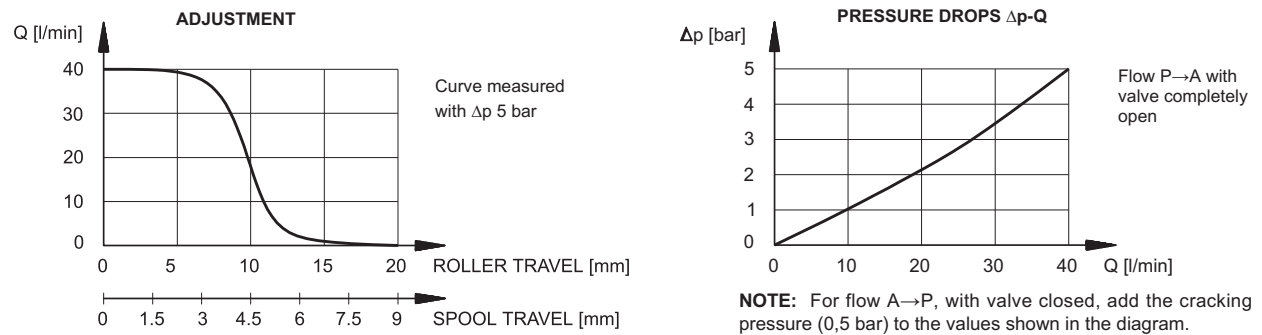 ADJUSTMENT
Q [l/min]
40
30
20
10
0
0 5 10 15 20 ROLLER TRAVEL [mm]
0 1.5 3 4.5 6 7.5 9 SPOOL TRAVEL [mm]
Curve measured
with Δp 5 bar
PRESSURE DROPS Δp-Q
Δp [bar]
5
4
3
2
1
0
0 10 20 30 40 Q [l/min]
Flow P→A with
valve completely
open
NOTE: For flow A→P, with valve closed, add the cracking
pressure (0,5 bar) to the values shown in the diagram.